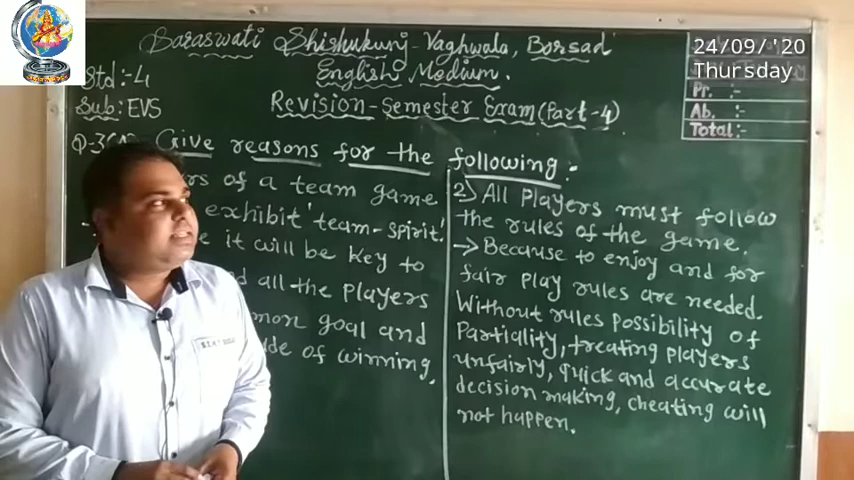 Saraswati Shishukunj - Vaghwala, Borsad
English Medium.
Std :- 4
Sub: EVS
Revision - Semester Exam (Part - 4)
24/09/'20
Thursday
Pr. :-
Ab. :-
Total :-
Give reasons for the following :-
of a team game
exhibit 'team - spirit'.
it will be key to
all the players
goal and
of winning.
2) All Players must follow
the rules of the game.
→ Because to enjoy and for
fair play rules are needed.
Without rules possibility of
Partiality, treating players
unfairly, quick and accurate
decision making, cheating will
not happen.